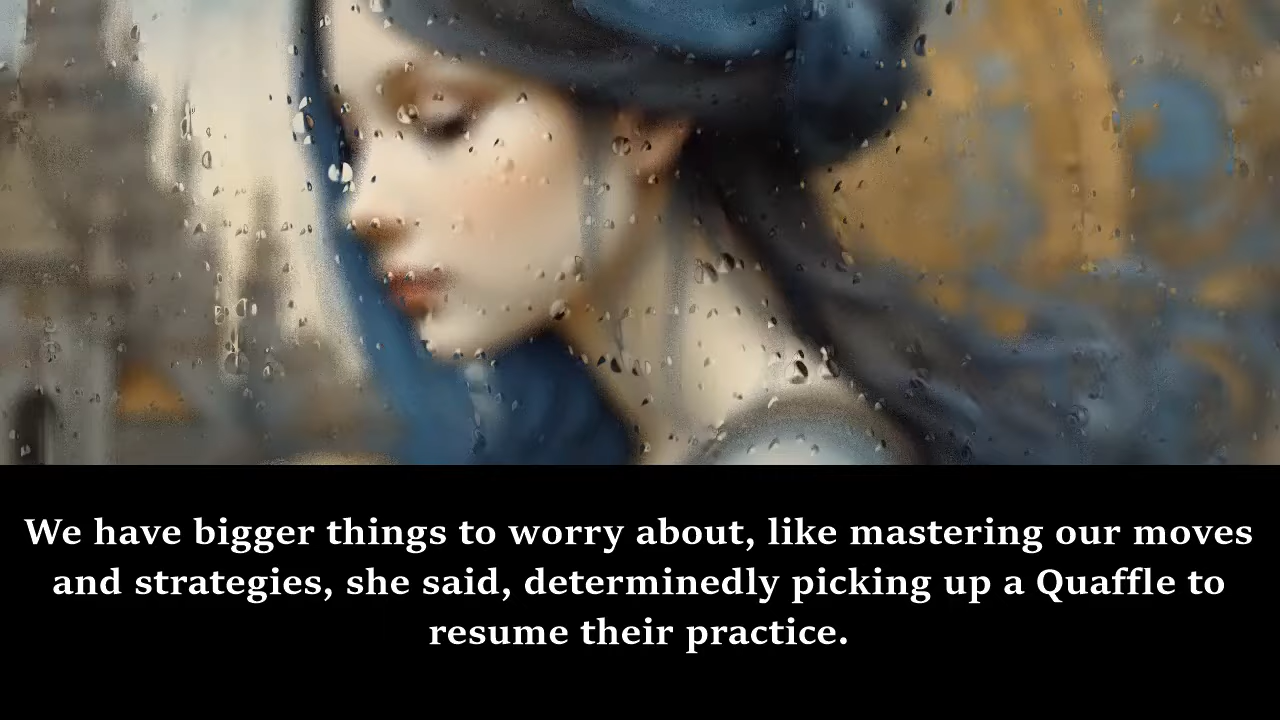 We have bigger things to worry about, like mastering our moves
and strategies, she said, determinedly picking up a Quaffle to
resume their practice.